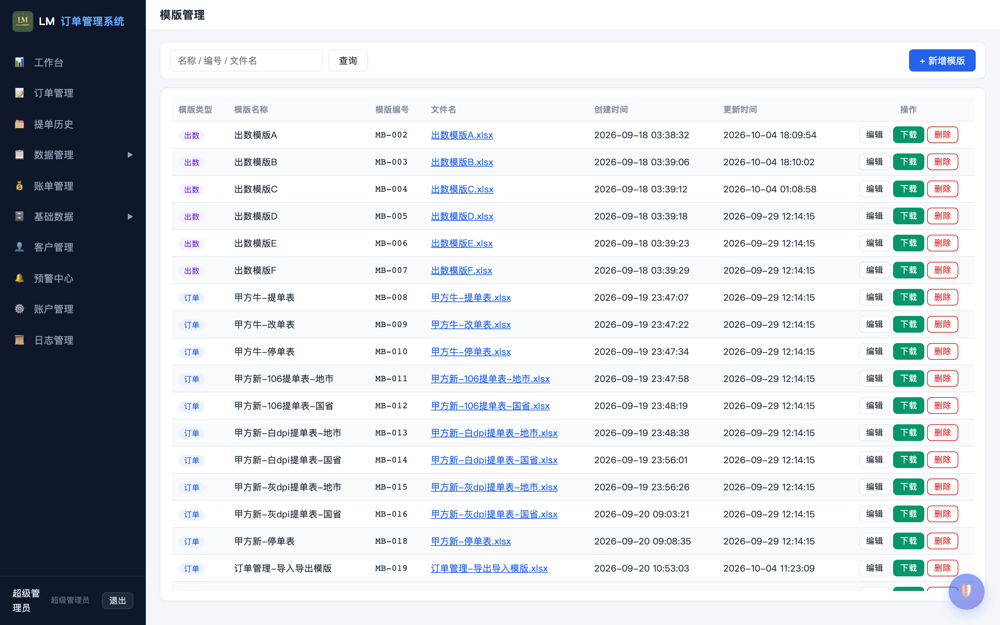 LM 订单管理系统
工作台
订单管理
提单历史
数据管理
账单管理
基础数据
客户管理
预警中心
账户管理
日志管理
超级管理员 超级管理员 退出
模版管理
名称 / 编号 / 文件名 查询 + 新增模版
模版类型 模版名称 模版编号 文件名 创建时间 更新时间 操作
出数 出数模版A MB-002 出数模版A.xlsx 2026-09-18 03:38:32 2026-10-04 18:09:54 编辑 下载 删除
出数 出数模版B MB-003 出数模版B.xlsx 2026-09-18 03:39:06 2026-10-04 18:10:02 编辑 下载 删除
出数 出数模版C MB-004 出数模版C.xlsx 2026-09-18 03:39:12 2026-10-04 01:08:58 编辑 下载 删除
出数 出数模版D MB-005 出数模版D.xlsx 2026-09-18 03:39:18 2026-09-29 12:14:15 编辑 下载 删除
出数 出数模版E MB-006 出数模版E.xlsx 2026-09-18 03:39:23 2026-09-29 12:14:15 编辑 下载 删除
出数 出数模版F MB-007 出数模版F.xlsx 2026-09-18 03:39:29 2026-09-29 12:14:15 编辑 下载 删除
订单 甲方牛-提单表 MB-008 甲方牛-提单表.xlsx 2026-09-19 23:47:07 2026-09-29 12:14:15 编辑 下载 删除
订单 甲方牛-改单表 MB-009 甲方牛-改单表.xlsx 2026-09-19 23:47:22 2026-09-29 12:14:15 编辑 下载 删除
订单 甲方牛-停单表 MB-010 甲方牛-停单表.xlsx 2026-09-19 23:47:34 2026-09-29 12:14:15 编辑 下载 删除
订单 甲方新-106提单表-地市 MB-011 甲方新-106提单表-地市.xlsx 2026-09-19 23:47:58 2026-09-29 12:14:15 编辑 下载 删除
订单 甲方新-106提单表-国省 MB-012 甲方新-106提单表-国省.xlsx 2026-09-19 23:48:19 2026-09-29 12:14:15 编辑 下载 删除
订单 甲方新-白dpi提单表-地市 MB-013 甲方新-白dpi提单表-地市.xlsx 2026-09-19 23:48:38 2026-09-29 12:14:15 编辑 下载 删除
订单 甲方新-白dpi提单表-国省 MB-014 甲方新-白dpi提单表-国省.xlsx 2026-09-19 23:56:01 2026-09-29 12:14:15 编辑 下载 删除
订单 甲方新-灰dpi提单表-地市 MB-015 甲方新-灰dpi提单表-地市.xlsx 2026-09-19 23:56:26 2026-09-29 12:14:15 编辑 下载 删除
订单 甲方新-灰dpi提单表-国省 MB-016 甲方新-灰dpi提单表-国省.xlsx 2026-09-20 09:03:21 2026-09-29 12:14:15 编辑 下载 删除
订单 甲方新-停单表 MB-018 甲方新-停单表.xlsx 2026-09-20 09:08:35 2026-09-29 12:14:15 编辑 下载 删除
订单 订单管理-导入导出模版 MB-019 订单管理-导出导入模版.xlsx 2026-09-20 10:53:03 2026-10-04 11:23:09 编辑 下载 删除